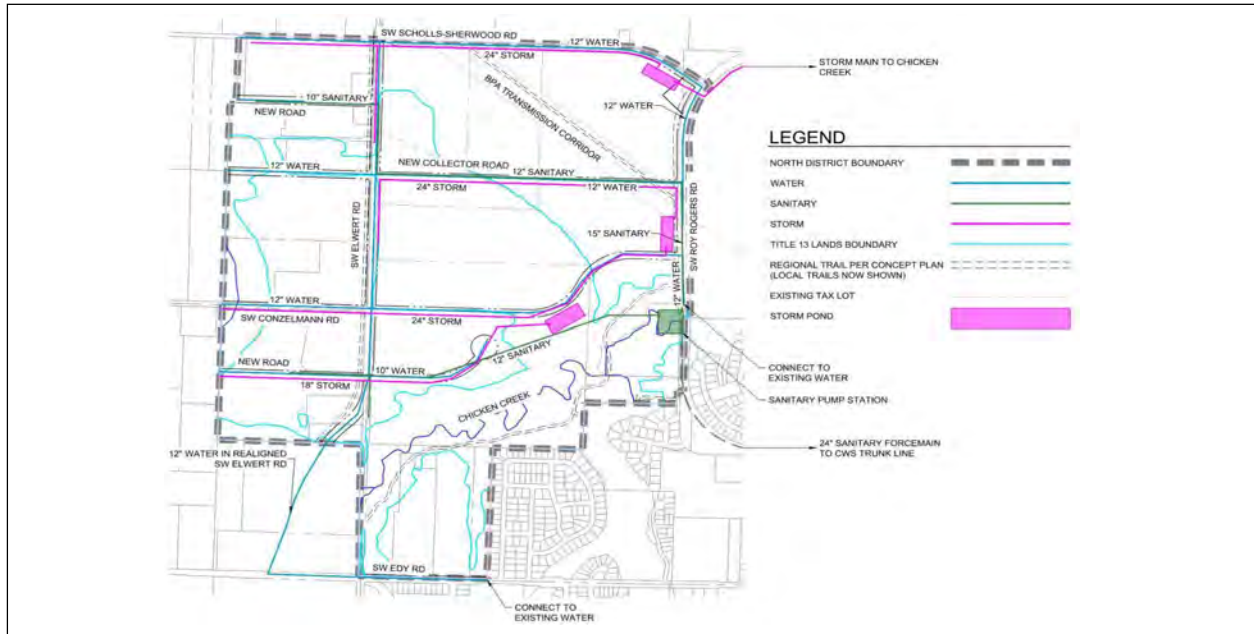 SW SCHOLLS-SHERWOOD RD
12" WATER
24" STORM
STORM MAIN TO CHICKEN
CREEK
BPA TRANSMISSION CORRIDOR
10" SANITARY
NEW ROAD
12" WATER
12" WATER
NEW COLLECTOR ROAD
12" SANITARY
24" STORM
12" WATER
SW ELWERT RD
15" SANITARY
SW ROY ROGERS RD
12" WATER
12" WATER
SW CONZELMANN RD
24" STORM
12" SANITARY
NEW ROAD
10" WATER
18" STORM
CHICKEN CREEK
CONNECT TO
EXISTING WATER
SANITARY PUMP STATION
24" SANITARY FORCEMAIN
TO CWS TRUNK LINE
12" WATER IN REALIGNED
SW ELWERT RD
SW EDY RD
CONNECT TO
EXISTING WATER
LEGEND
NORTH DISTRICT BOUNDARY
WATER
SANITARY
STORM
TITLE 13 LANDS BOUNDARY
REGIONAL TRAIL PER CONCEPT PLAN
(LOCAL TRAILS NOW SHOWN)
EXISTING TAX LOT
STORM POND